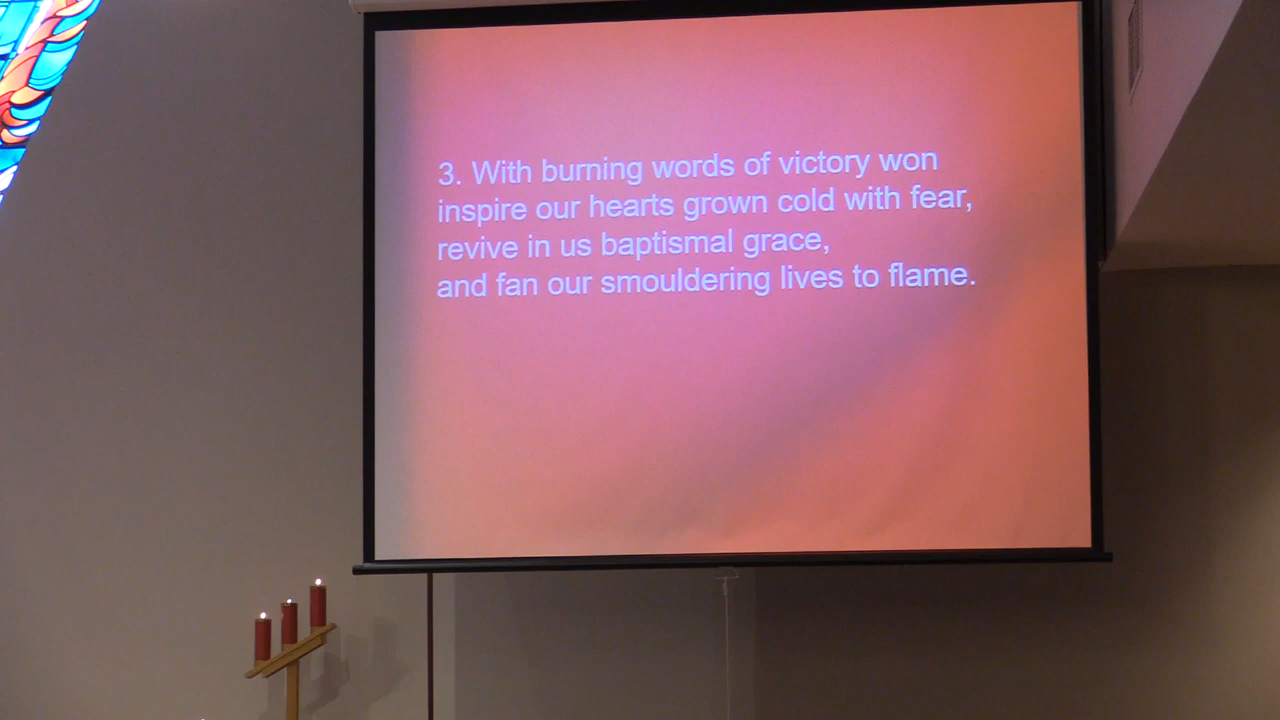 3. With burning words of victory won
inspire our hearts grown cold with fear,
revive in us baptismal grace,
and fan our smouldering lives to flame.